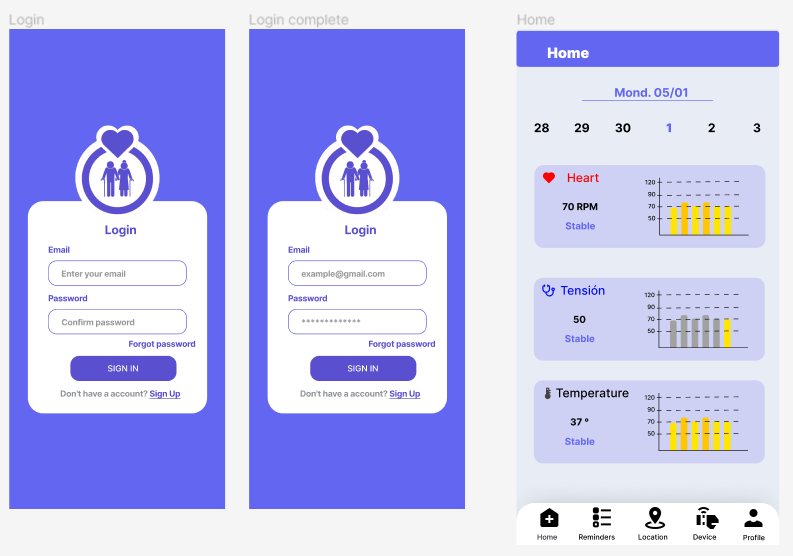 Login
Login
Email
Enter your email
Password
Confirm password
Forgot password
SIGN IN
Don't have a account? Sign Up
Login complete
Login
Email
example@gmail.com
Password
*************
Forgot password
SIGN IN
Don't have a account? Sign Up
Home
Home
Mond. 05/01
28 29 30 1 2 3
Heart
70 RPM
Stable
120
90
70
50
Tensión
50
Stable
120
90
70
50
Temperature
37 °
Stable
120
90
70
50
Home Reminders Location Device Profile